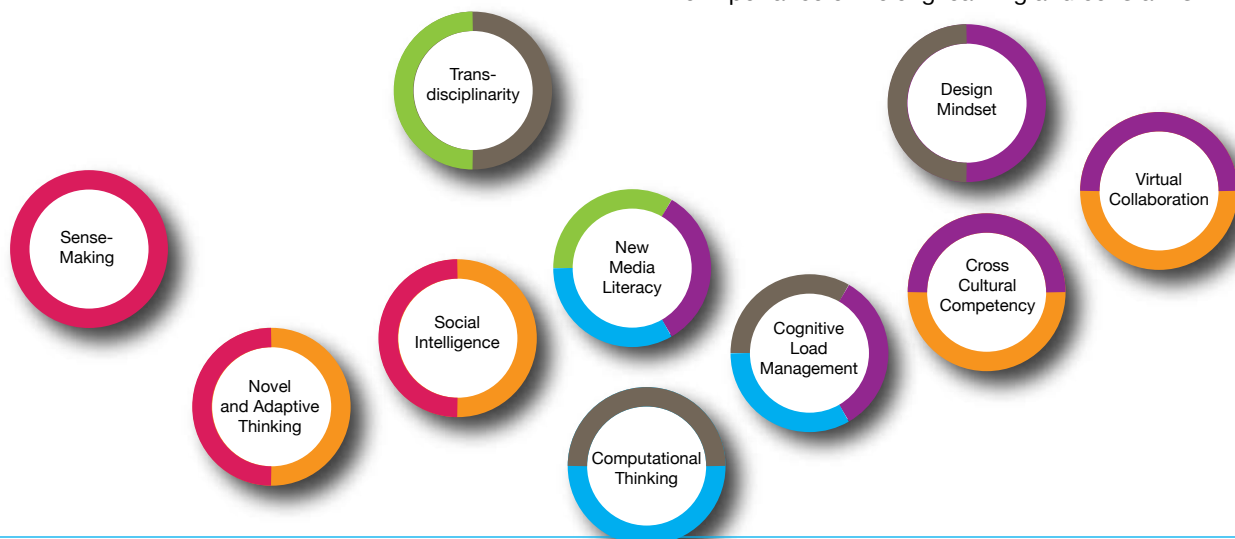 Trans-
disciplinarity
Design
Mindset
Virtual
Collaboration
Sense-
Making
New
Media
Literacy
Cross
Cultural
Competency
Social
Intelligence
Cognitive
Load
Management
Novel
and Adaptive
Thinking
Computational
Thinking